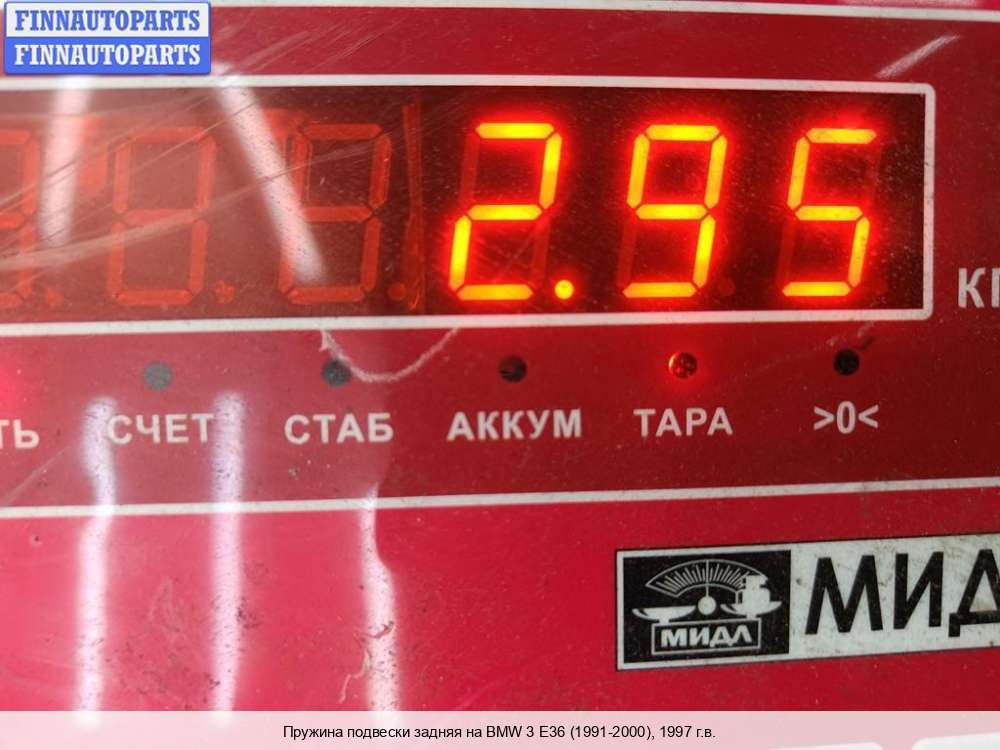 FINNAUTOPARTS
FINNAUTOPARTS
2.95
СЧЕТ СТАБ АККУМ ТАРА >0<
МИДЛ
Пружина подвески задняя на BMW 3 E36 (1991-2000), 1997 г.в.